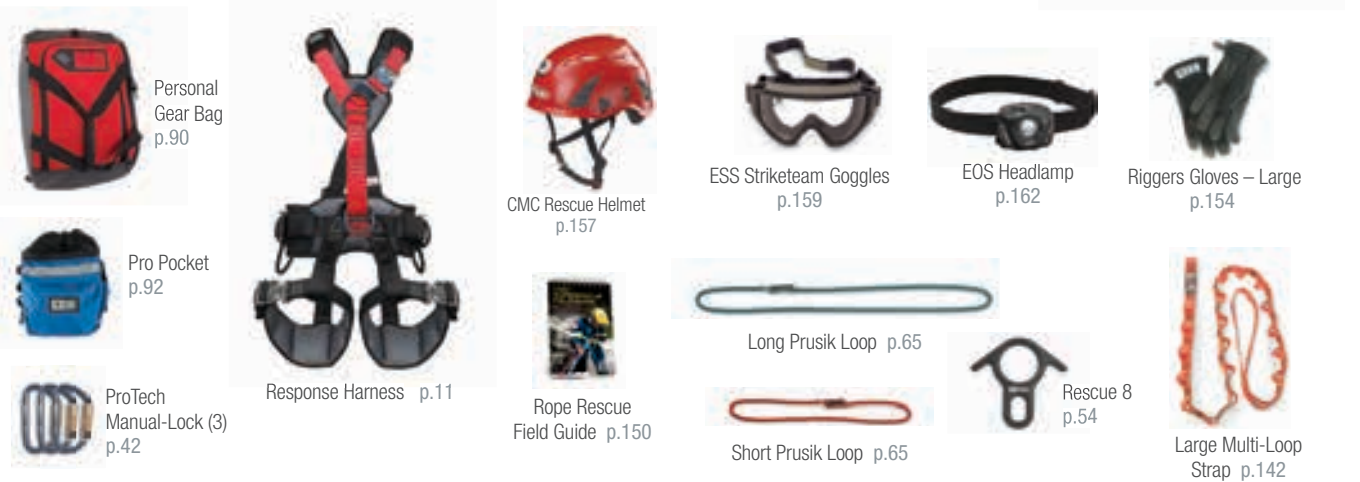 Personal
Gear Bag
p.90
Pro Pocket
p.92
ProTech
Manual-Lock (3)
p.42
Response Harness p.11
CMC Rescue Helmet
p.157
Rope Rescue
Field Guide p.150
ESS Striketeam Goggles
p.159
EOS Headlamp
p.162
Riggers Gloves – Large
p.154
Long Prusik Loop p.65
Short Prusik Loop p.65
Rescue 8
p.54
Large Multi-Loop
Strap p.142